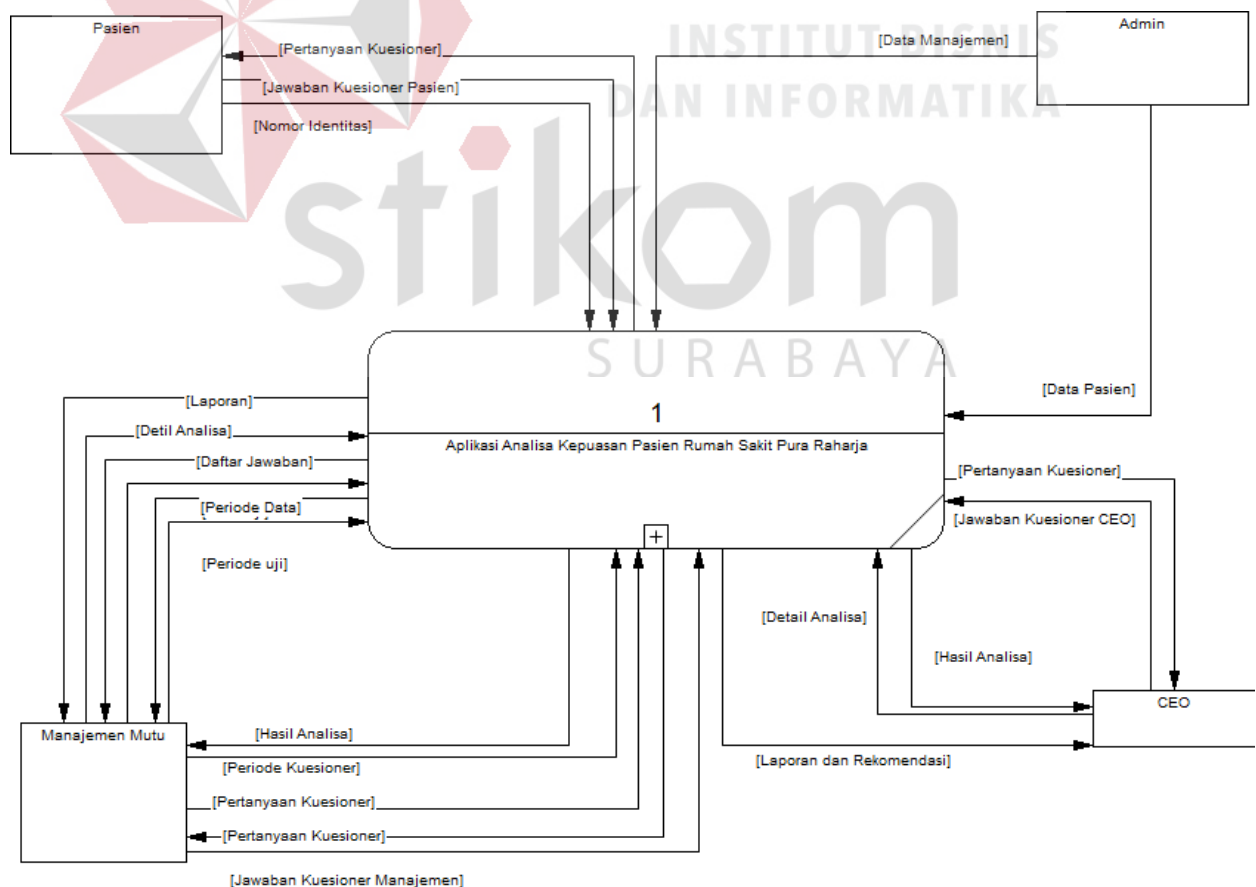 INSTITUT BISNIS
DAN INFORMATIKA
stikom
SURABAYA
Pasien
Admin
[Pertanyaan Kuesioner]
[Data Manajemen]
[Jawaban Kuesioner Pasien]
[Nomor Identitas]
[Data Pasien]
[Laporan]
1
[Detil Analisa]
Aplikasi Analisa Kepuasan Pasien Rumah Sakit Pura Raharja
[Daftar Jawaban]
[Pertanyaan Kuesioner]
[Periode Data]
[Jawaban Kuesioner CEO]
+
[Periode uji]
[Detail Analisa]
[Hasil Analisa]
CEO
Manajemen Mutu
[Hasil Analisa]
[Laporan dan Rekomendasi]
[Periode Kuesioner]
[Pertanyaan Kuesioner]
[Pertanyaan Kuesioner]
[Jawaban Kuesioner Manajemen]